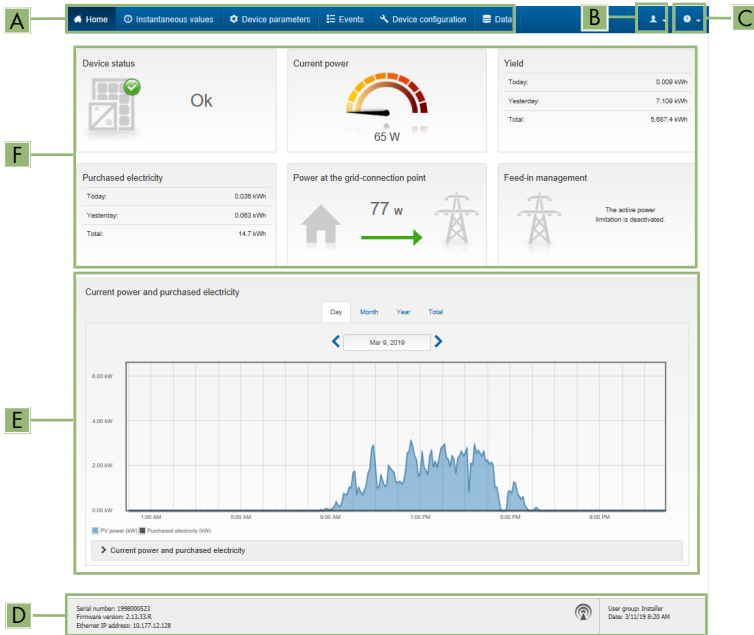 A
Home Instantaneous values Device parameters Events Device configuration Data
B
C
F
Device status
Ok
Current power
65 W
Yield
Today: 0.009 kWh
Yesterday: 7.109 kWh
Total: 5,687.4 kWh
Purchased electricity
Today: 0.036 kWh
Yesterday: 0.063 kWh
Total: 14.7 kWh
Power at the grid-connection point
77 W
Feed-in management
The active power
limitation is deactivated.
E
Current power and purchased electricity
Day Month Year Total
Mar 9, 2019
6.00 kW
4.00 kW
2.00 kW
0.00 kW
1:00 AM 5:00 AM 9:00 AM 1:00 PM 5:00 PM 9:00 PM
PV power (kW) Purchased electricity (kW)
Current power and purchased electricity
D
Serial number: 1998000523
Firmware version: 2.13.33.R
Ethernet IP address: 10.177.12.128
User group: Installer
Date: 3/11/19 8:20 AM